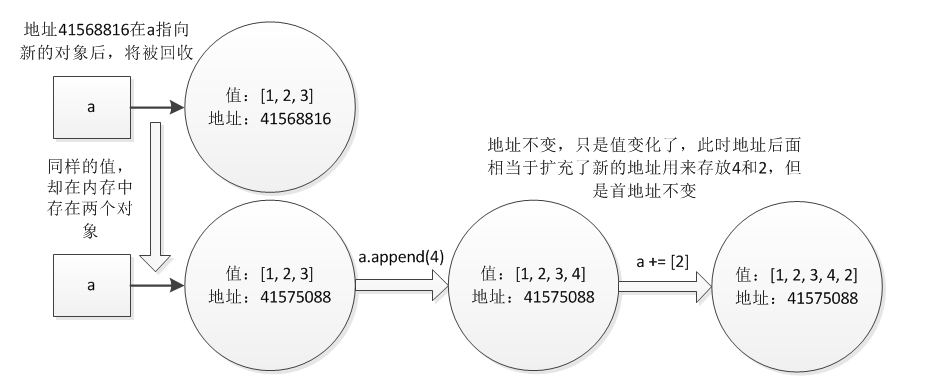 地址41568816在a指向
新的对象后，将被回收
a
值：[1, 2, 3]
地址：41568816
同样的值，
却在内存中
存在两个对
象
地址不变，只是值变化了，此时地址后面
相当于扩充了新的地址用来存放4和2，但
是首地址不变
a
值：[1, 2, 3]
地址：41575088
a.append(4)
值：[1, 2, 3, 4]
地址：41575088
a += [2]
值：[1, 2, 3, 4, 2]
地址：41575088